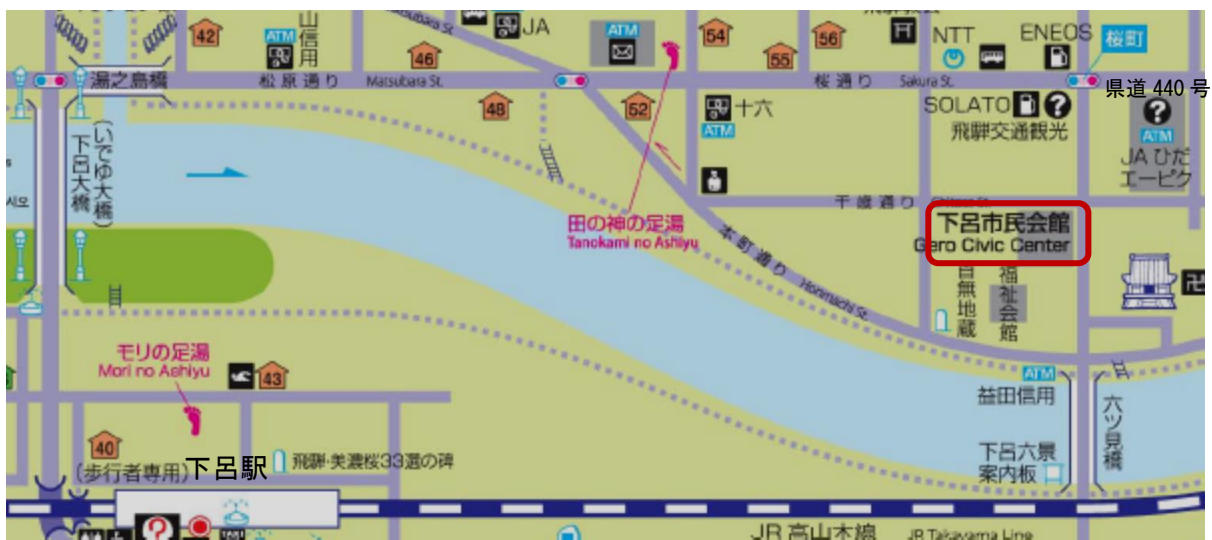 42
ATM
山信用
46
Matsubara St.
JA
ATM
54
55
56
NTT
ENEOS
桜町
湯之島橋
松原通り Matsubara St.
桜通り Sakura St.
県道 440 号
48
52
十六
ATM
SOLATO
飛騨交通観光
ATM
JA ひだ
エーピク
下呂大橋
(いでゆ大橋)
千歳通り
田の神の足湯
Tanokami no Ashiyu
本町通り Honmachi St.
下呂市民会館
Gero Civic Center
福祉会館
自無地蔵
モリの足湯
Mori no Ashiyu
43
ATM
益田信用
六ツ見橋
40
(歩行者専用)
下呂駅
飛騨・美濃桜33選の碑
下呂六景
案内板
JR 高山本線 JR Takayama Line